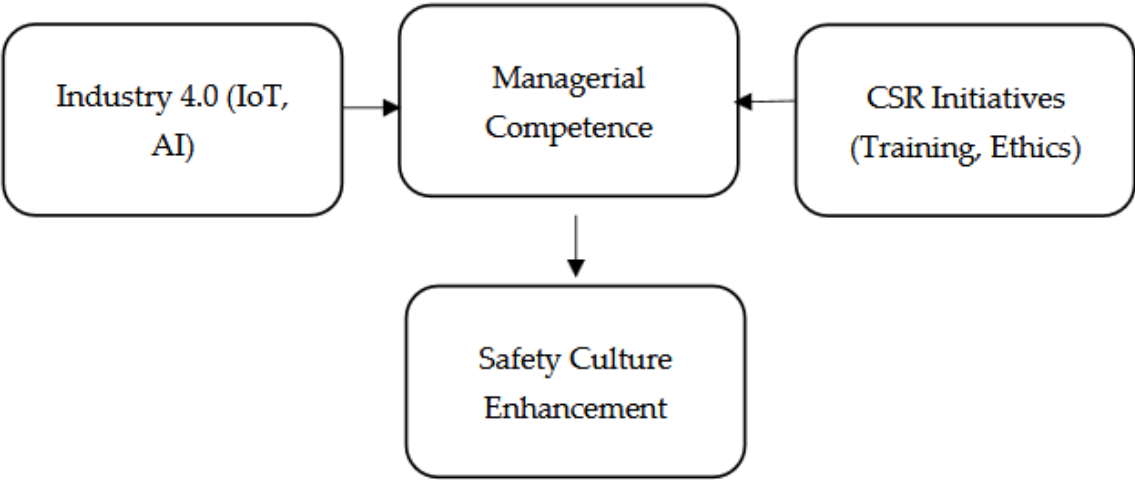 Industry 4.0 (IoT,
AI)
Managerial
Competence
CSR Initiatives
(Training, Ethics)
Safety Culture
Enhancement